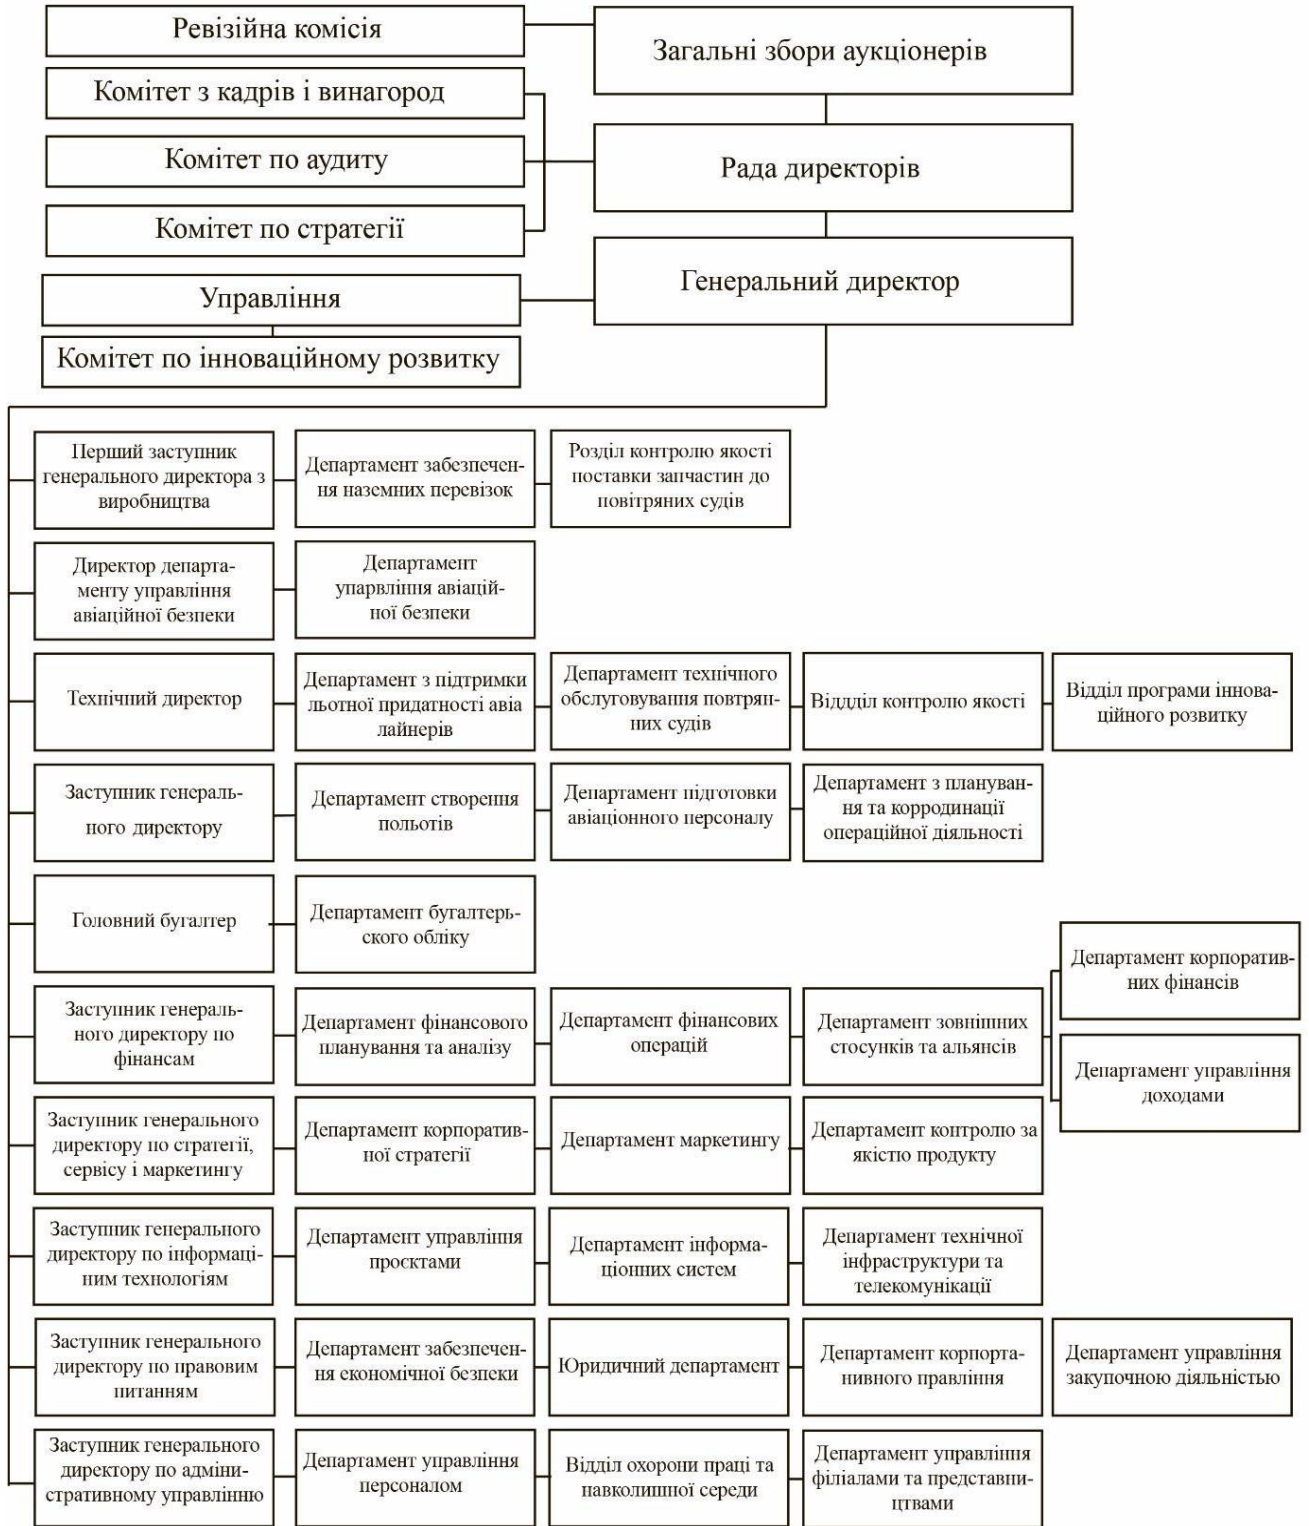 Ревізійна комісія
Загальні збори аукціонерів
Комітет з кадрів і винагород
Комітет по аудиту
Рада директорів
Комітет по стратегії
Генеральний директор
Управління
Комітет по інноваційному розвитку
Перший заступник
генерального директора з
виробництва
Департамент забезпечен-
ня наземних перевізок
Розділ контролю якості
поставки запчастин до
повітряних судів
Директор департа-
менту управління
авіаційної безпеки
Департамент
упарвління авіацій-
ної безпеки
Технічний директор
Департамент з підтримки
льотної придатності авіа
лайнерів
Департамент технічного
обслуговування повтрян-
них судів
Віддділ контролю якості
Відділ програми іннова-
ційного розвитку
Заступник генераль-
ного директору
Департамент створення
польотів
Департамент підготовки
авіаціонного персоналу
Департамент з плануван-
ня та корродинації
операційної діяльності
Головний бугалтер
Департамент бугалтерь-
ского обліку
Заступник генераль-
ного директору по
фінансам
Департамент фінансового
планування та аналізу
Департамент фінансових
операцій
Департамент зовнішних
стосунків та альянсів
Департамент корпоратив-
них фінансів
Департамент управління
доходами
Заступник генерального
директору по стратегії,
сервісу і маркетингу
Департамент корпоратив-
ної стратегії
Департамент маркетингу
Департамент контролю за
якістю продукту
Заступник генерального
директору по інформаці-
ним технологіям
Департамент управління
проєктами
Департамент інформа-
ціонних систем
Департамент технічної
інфраструктури та
телекомунікації
Заступник генерального
директору по правовим
питанням
Департамент забезпечен-
ня економічної безпеки
Юридичний департамент
Департамент корпорта-
нивного правління
Департамент управління
закупочною діяльністью
Заступник генерального
директору по адміни-
стративному управлінню
Департамент управління
персоналом
Відділ охорони праці та
навколишної середи
Департамент управління
філіалами та представни-
цтвами